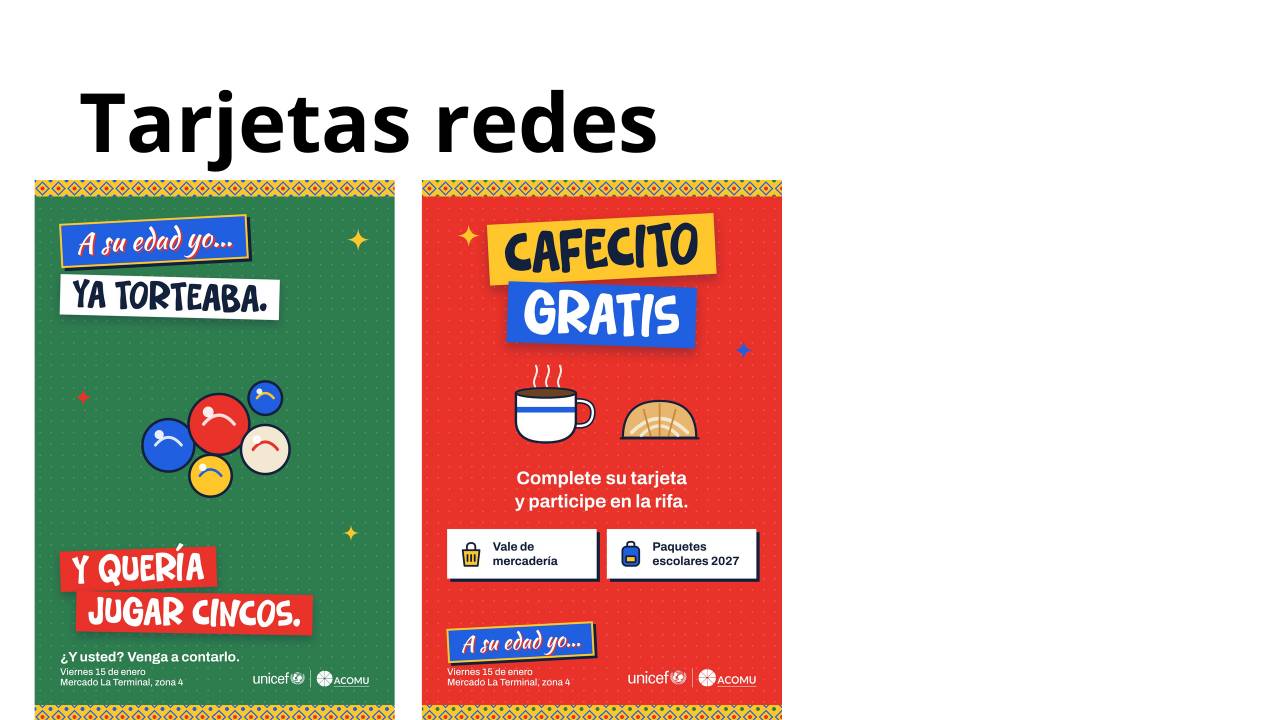 Tarjetas redes
A su edad yo...
YA TORTEABA.
Y QUERÍA
JUGAR CINCOS.
¿Y usted? Venga a contarlo.
Viernes 15 de enero
Mercado La Terminal, zona 4
unicef
ACOMU
CAFECITO
GRATIS
Complete su tarjeta
y participe en la rifa.
Vale de
mercadería
Paquetes
escolares 2027
A su edad yo...
Viernes 15 de enero
Mercado La Terminal, zona 4
unicef
ACOMU